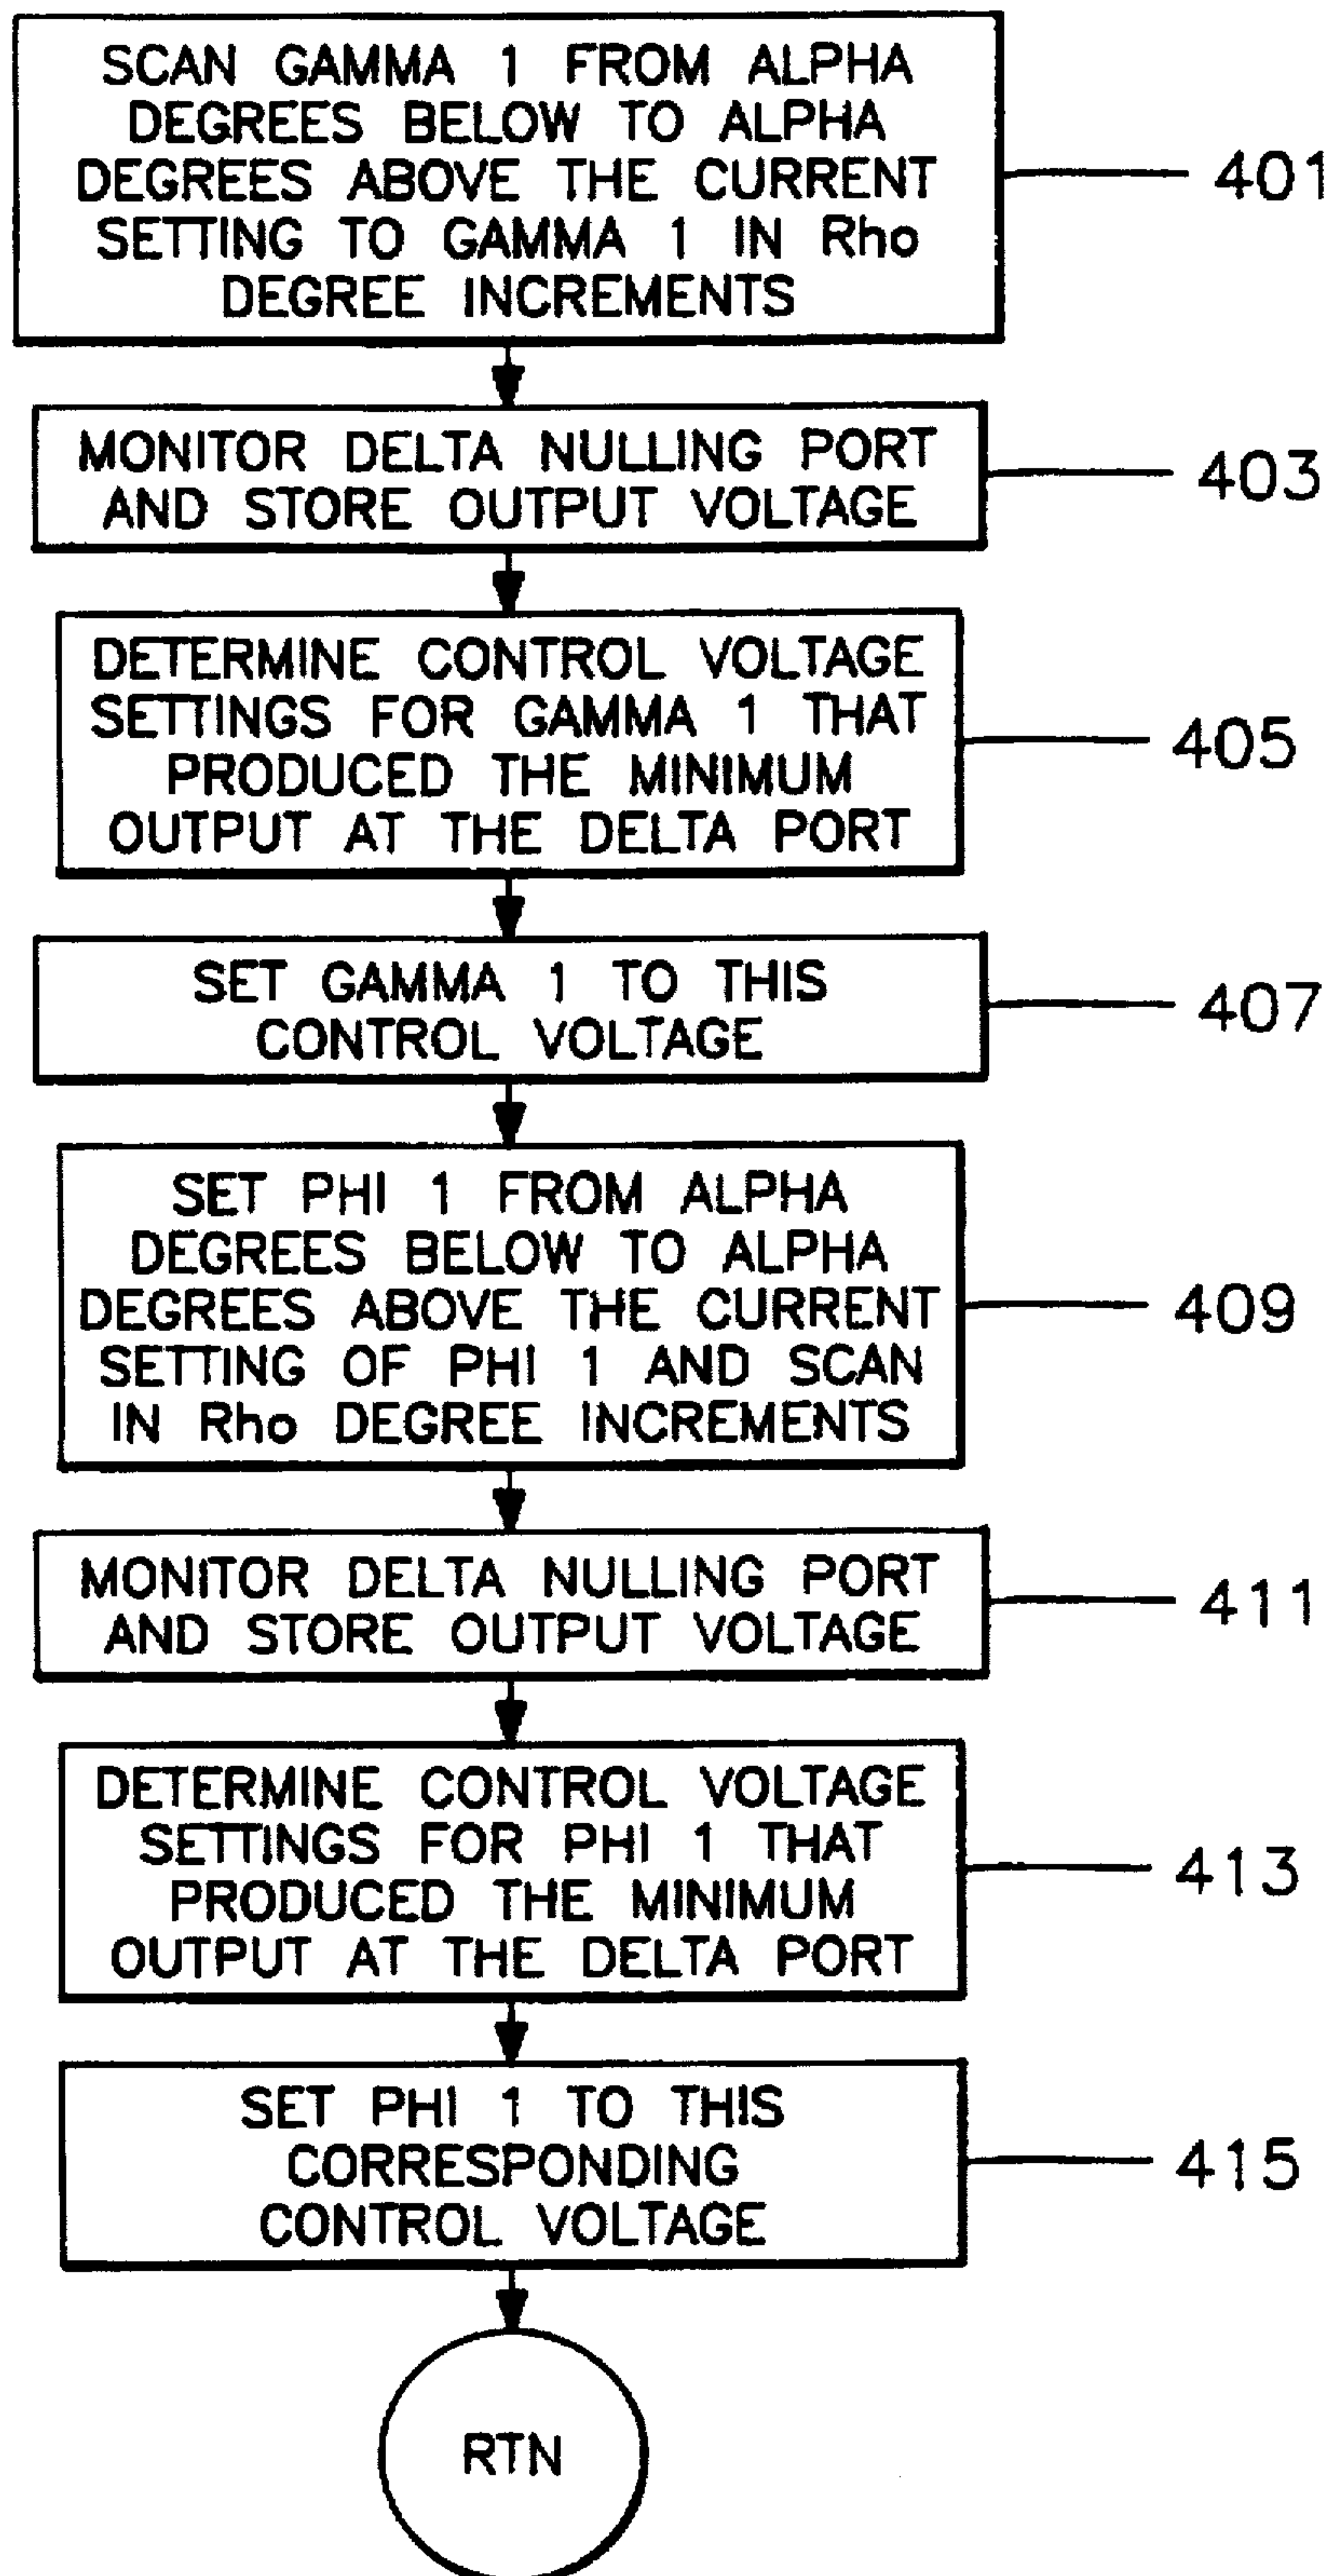 SCAN GAMMA 1 FROM ALPHA
DEGREES BELOW TO ALPHA
DEGREES ABOVE THE CURRENT
SETTING TO GAMMA 1 IN Rho
DEGREE INCREMENTS
401
MONITOR DELTA NULLING PORT
AND STORE OUTPUT VOLTAGE
403
DETERMINE CONTROL VOLTAGE
SETTINGS FOR GAMMA 1 THAT
PRODUCED THE MINIMUM
OUTPUT AT THE DELTA PORT
405
SET GAMMA 1 TO THIS
CONTROL VOLTAGE
407
SET PHI 1 FROM ALPHA
DEGREES BELOW TO ALPHA
DEGREES ABOVE THE CURRENT
SETTING OF PHI 1 AND SCAN
IN Rho DEGREE INCREMENTS
409
MONITOR DELTA NULLING PORT
AND STORE OUTPUT VOLTAGE
411
DETERMINE CONTROL VOLTAGE
SETTINGS FOR PHI 1 THAT
PRODUCED THE MINIMUM
OUTPUT AT THE DELTA PORT
413
SET PHI 1 TO THIS
CORRESPONDING
CONTROL VOLTAGE
415
RTN